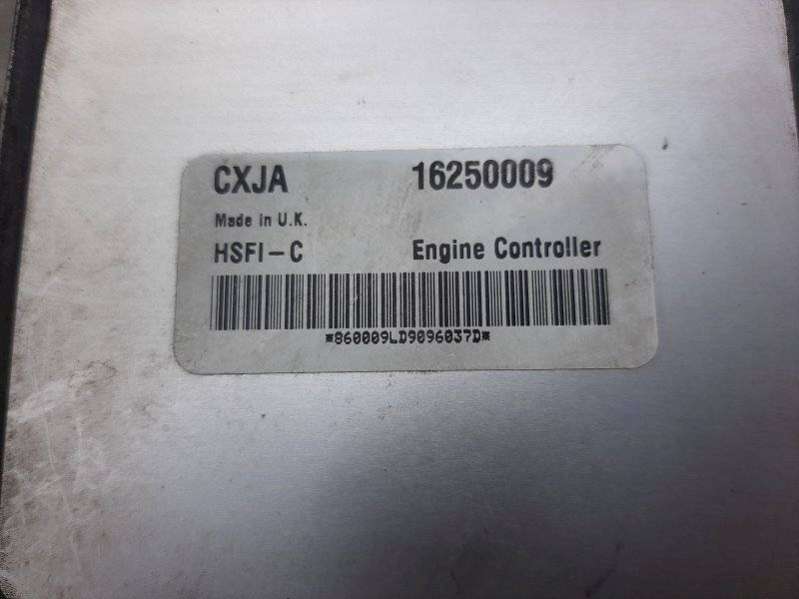 CXJA 16250009
Made in U.K.
HSFI-C Engine Controller
*860009LD9096037D*